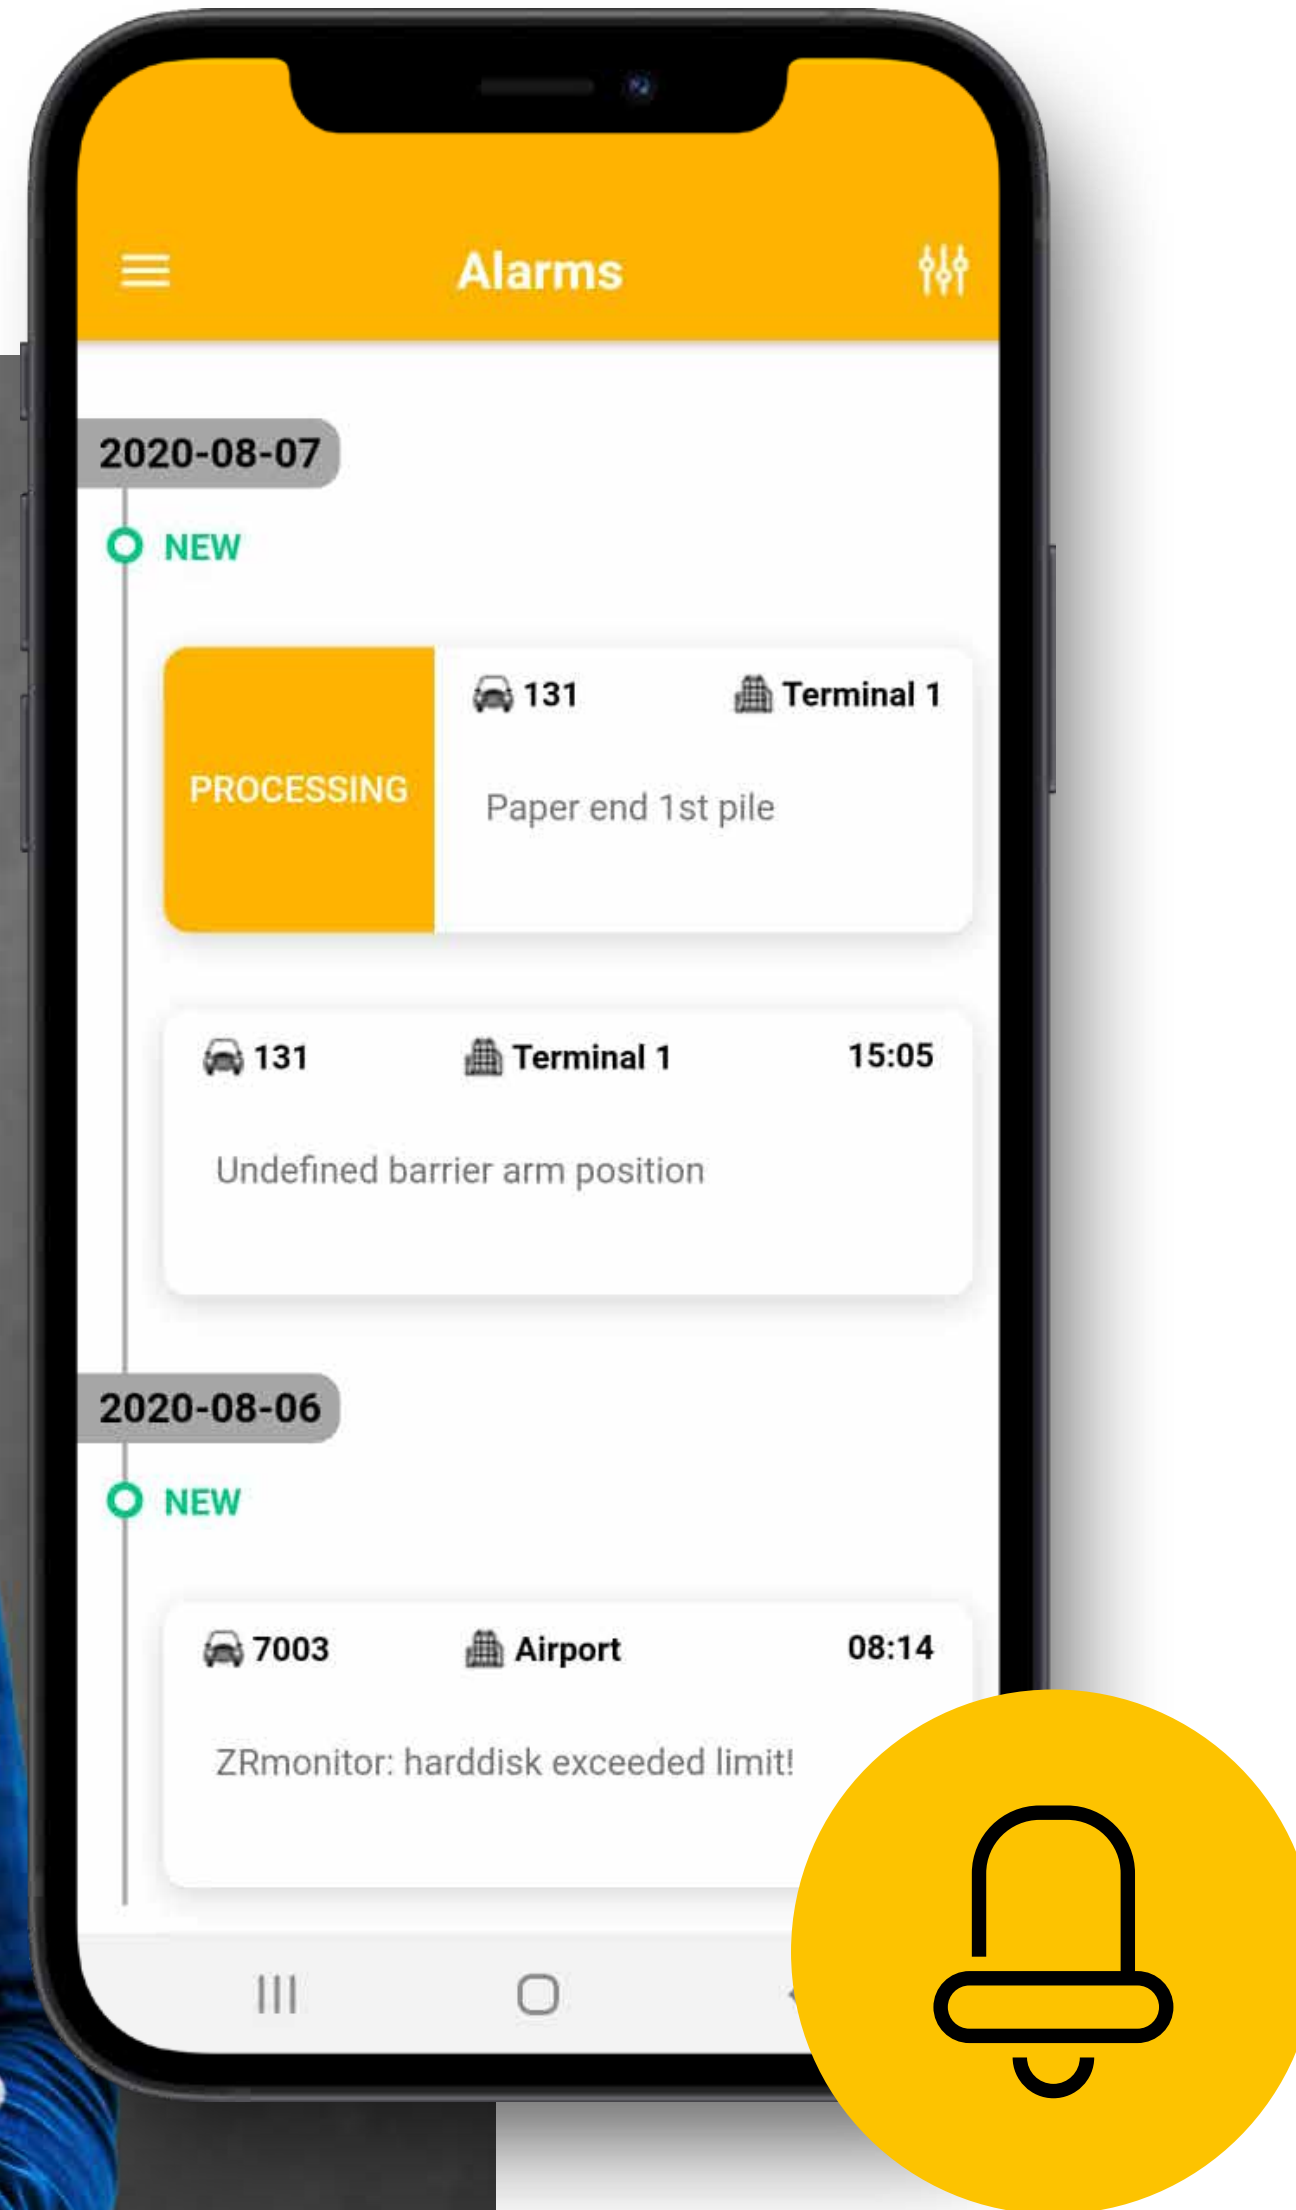 Alarms
2020-08-07
NEW
131 Terminal 1
PROCESSING
Paper end 1st pile
131 Terminal 1 15:05
Undefined barrier arm position
2020-08-06
NEW
7003 Airport 08:14
ZRmonitor: harddisk exceeded limit!